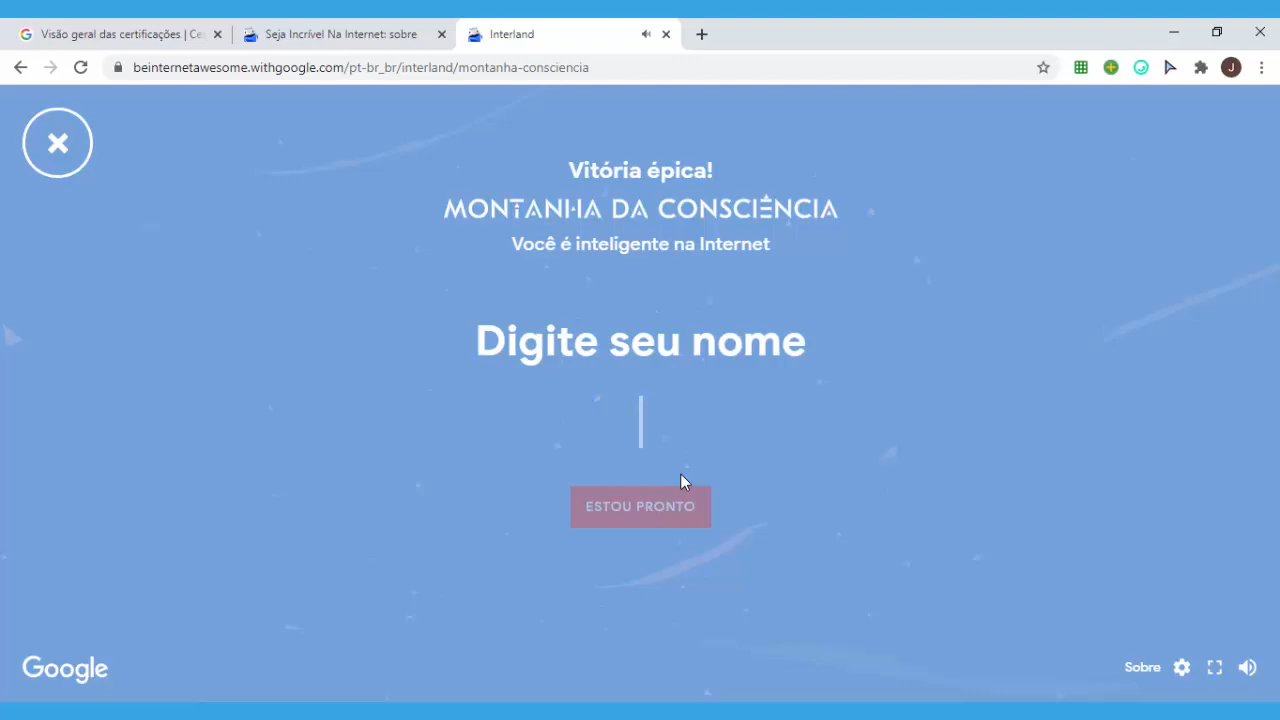 Visão geral das certificações | Ce
Seja Incrível Na Internet: sobre
Interland
beinternetawesome.withgoogle.com/pt-br_br/interland/montanha-consciencia
J
Vitória épica!
MONTANHA DA CONSCIÊNCIA
Você é inteligente na Internet
Digite seu nome
ESTOU PRONTO
Google
Sobre